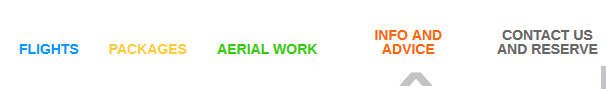 FLIGHTS
PACKAGES
AERIAL WORK
INFO AND
ADVICE
CONTACT US
AND RESERVE